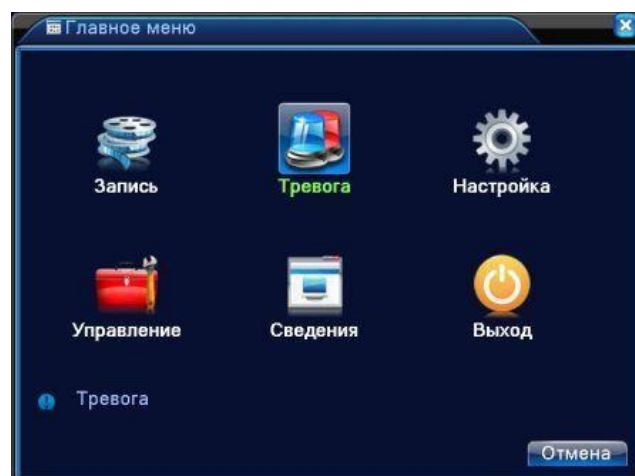 Главное меню
Запись
Тревога
Настройка
Управление
Сведения
Выход
Тревога
Отмена